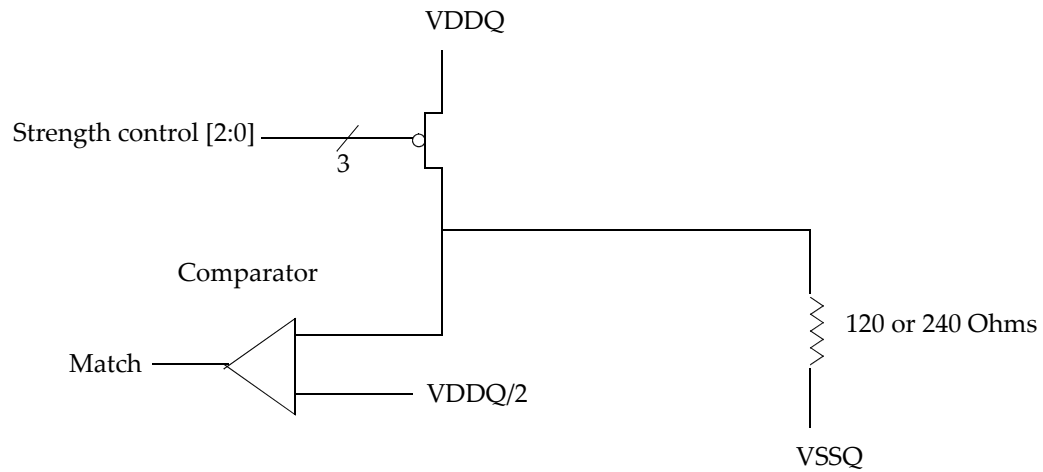 VDDQ
Strength control [2:0]
3
Comparator
120 or 240 Ohms
Match
VDDQ/2
VSSQ